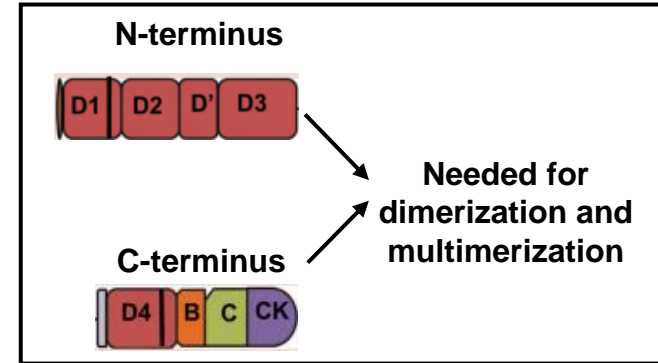 N-terminus
D1 D2 D' D3
Needed for
dimerization and
multimerization
C-terminus
D4 B C CK